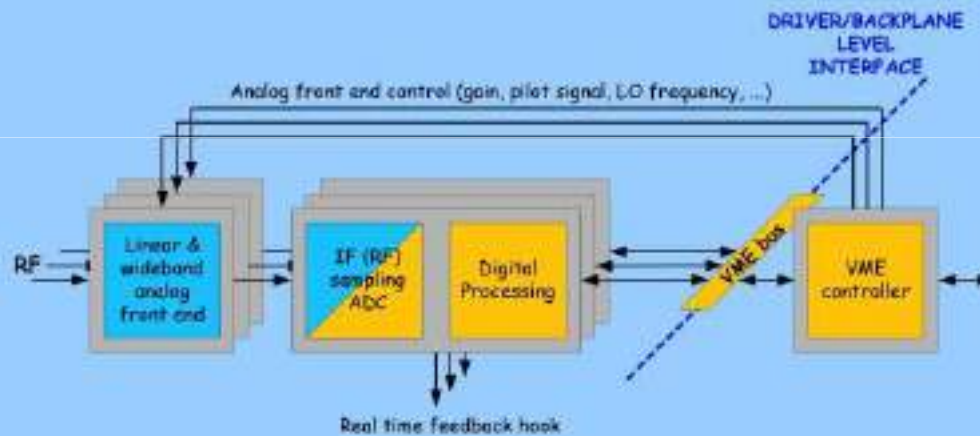 DRIVER/BACKPLANE
LEVEL
INTERFACE
Analog front end control (gain, pilot signal, LO frequency, ...)
RF
Linear &
wideband
analog
front end
IF (RF)
sampling
ADC
Digital
Processing
VME bus
VME
controller
Real time feedback hook